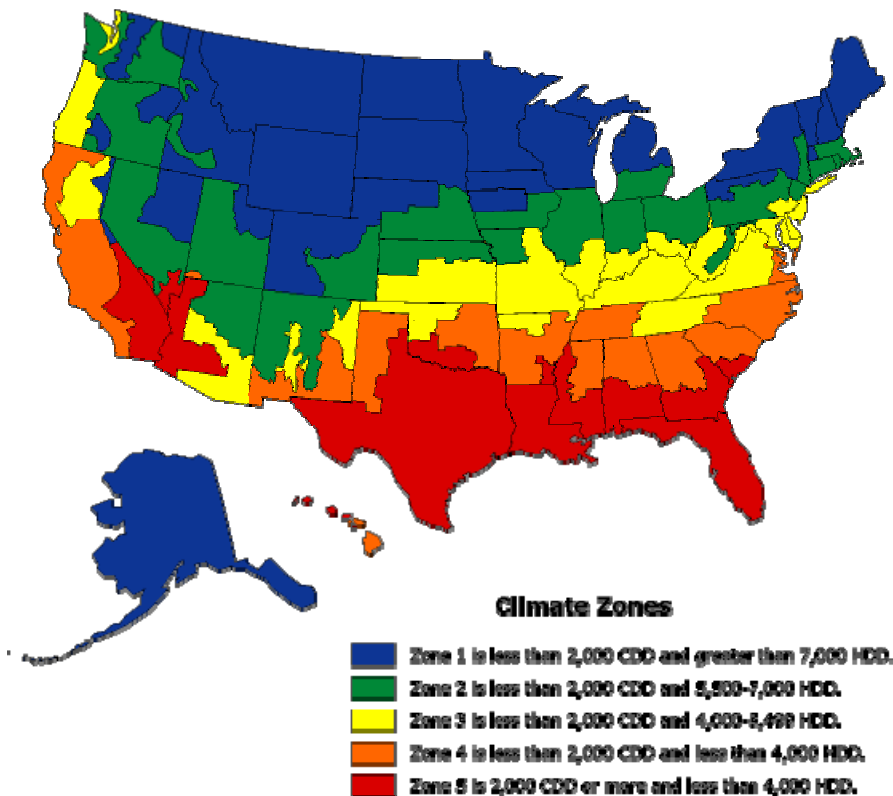 Climate Zones
Zone 1 is less than 2,000 CDD and greater than 7,000 HDD.
Zone 2 is less than 2,000 CDD and 5,500-7,000 HDD.
Zone 3 is less than 2,000 CDD and 4,000-5,499 HDD.
Zone 4 is less than 2,000 CDD and less than 4,000 HDD.
Zone 5 is 2,000 CDD or more and less than 4,000 HDD.